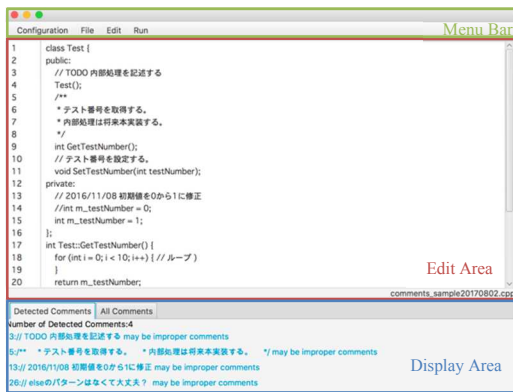 Configuration File Edit Run
Menu Bar
1 class Test {
2 public:
3 // TODO 内部処理を記述する
4 Test();
5 /**
6 * テスト番号を取得する。
7 * 内部処理は将来本実装する。
8 */
9 int GetTestNumber();
10 // テスト番号を設定する。
11 void SetTestNumber(int testNumber);
12 private:
13 // 2016/11/08 初期値を0から1に修正
14 //int m_testNumber = 0;
15 int m_testNumber = 1;
16 };
17 int Test::GetTestNumber() {
18 for (int i = 0; i < 10; i++) { // ループ )
19 }
20 return m_testNumber;
Edit Area
comments_sample20170802.cpp
Detected Comments All Comments
Number of Detected Comments:4
3:// TODO 内部処理を記述する may be improper comments
5:/** * テスト番号を取得する。 * 内部処理は将来本実装する。 */ may be improper comments
13:// 2016/11/08 初期値を0から1に修正 may be improper comments
26:// elseのパターンはなくて大丈夫？ may be improper comments
Display Area